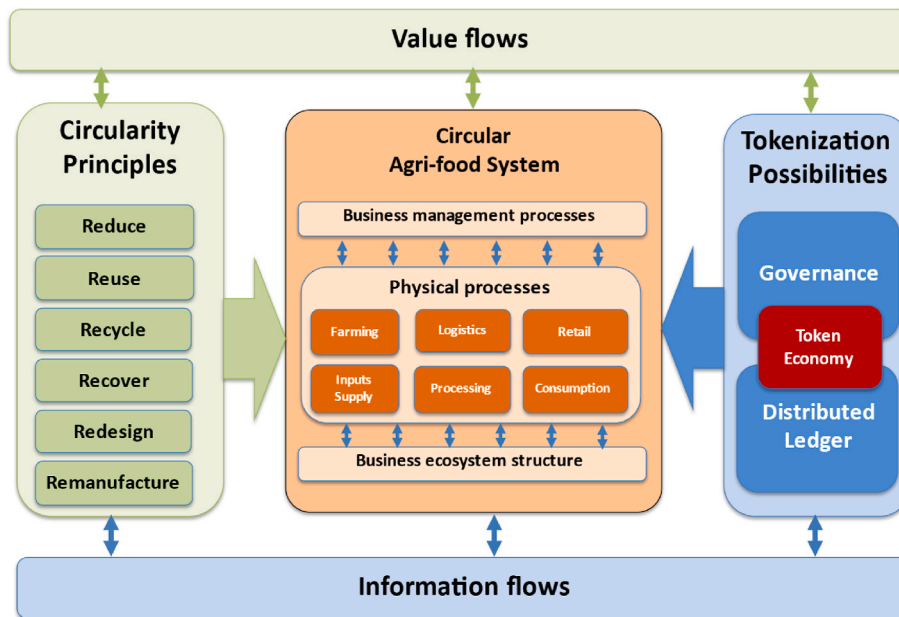 Value flows
Circularity
Principles
Reduce
Reuse
Recycle
Recover
Redesign
Remanufacture
Circular
Agri-food System
Business management processes
Physical processes
Farming
Logistics
Retail
Inputs
Supply
Processing
Consumption
Business ecosystem structure
Tokenization
Possibilities
Governance
Token
Economy
Distributed
Ledger
Information flows